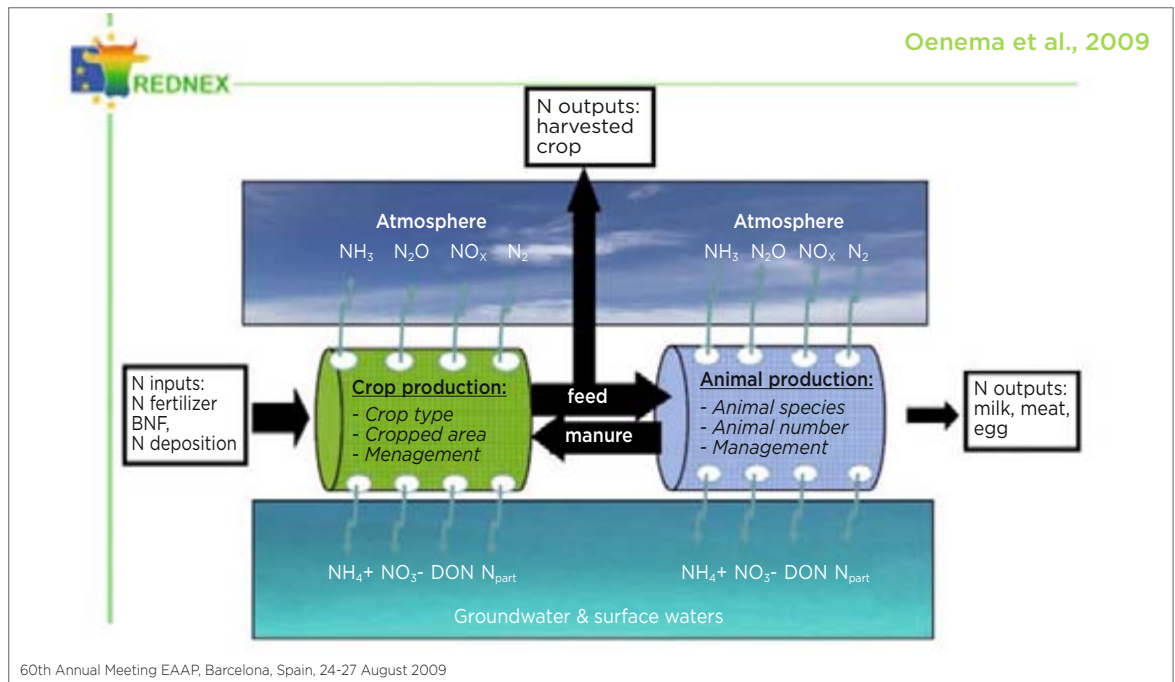 Oenema et al., 2009
REDNEX
N outputs:
harvested
crop
Atmosphere
NH₃ N₂O NOₓ N₂
Atmosphere
NH₃ N₂O NOₓ N₂
N inputs:
N fertilizer
BNF,
N deposition
Crop production:
- Crop type
- Cropped area
- Menagement
feed
manure
Animal production:
- Animal species
- Animal number
- Management
N outputs:
milk, meat,
egg
NH₄+ NO₃- DON Nₚₐᵣₜ
NH₄+ NO₃- DON Nₚₐᵣₜ
Groundwater & surface waters
60th Annual Meeting EAAP, Barcelona, Spain, 24-27 August 2009